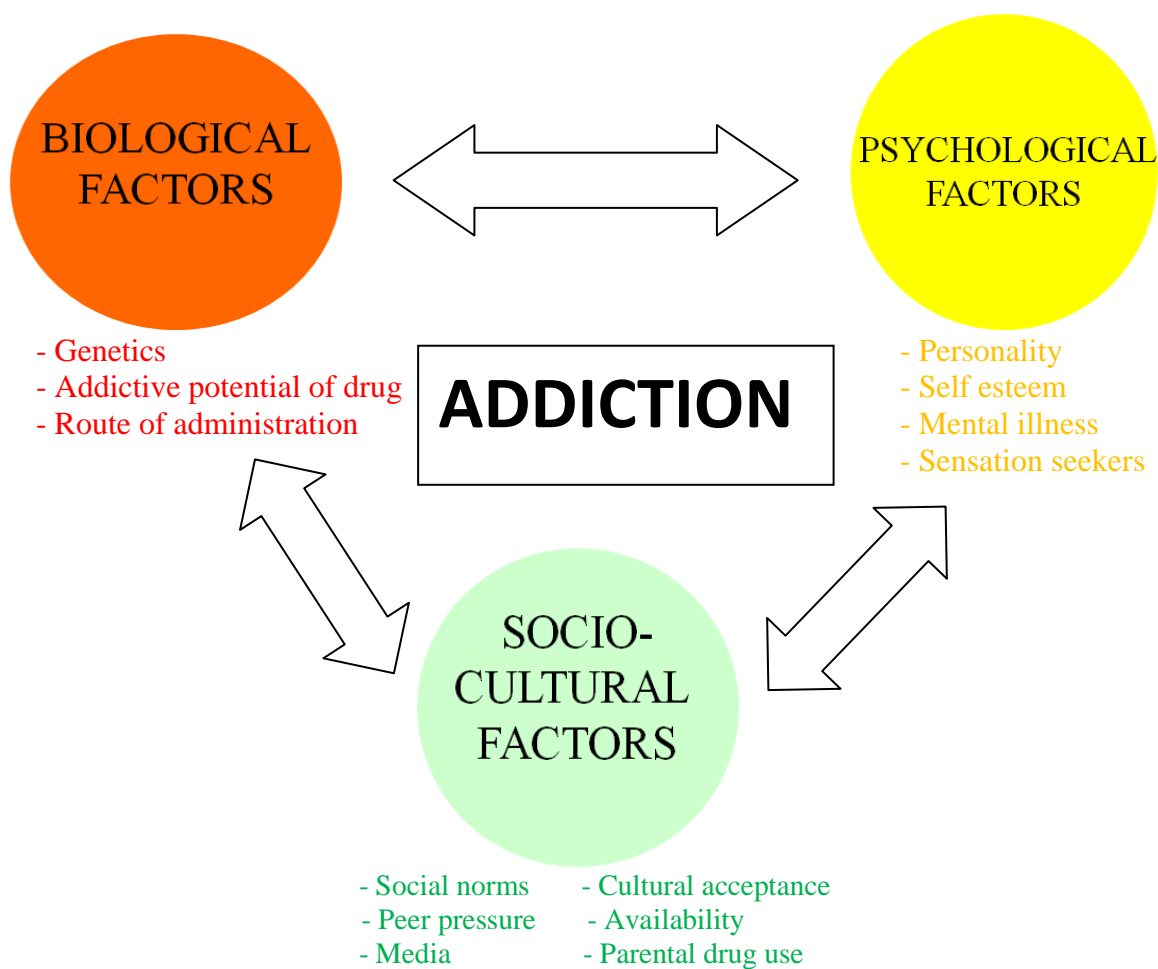 BIOLOGICAL
FACTORS
- Genetics
- Addictive potential of drug
- Route of administration
PSYCHOLOGICAL
FACTORS
- Personality
- Self esteem
- Mental illness
- Sensation seekers
ADDICTION
SOCIO-
CULTURAL
FACTORS
- Social norms
- Peer pressure
- Media
- Cultural acceptance
- Availability
- Parental drug use